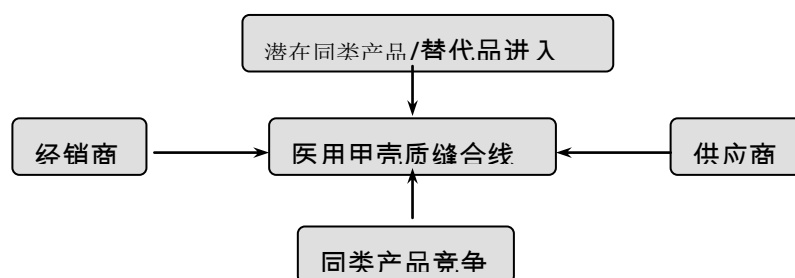 潜在同类产品/替代品进入
经销商
医用甲壳质缝合线
供应商
同类产品竞争